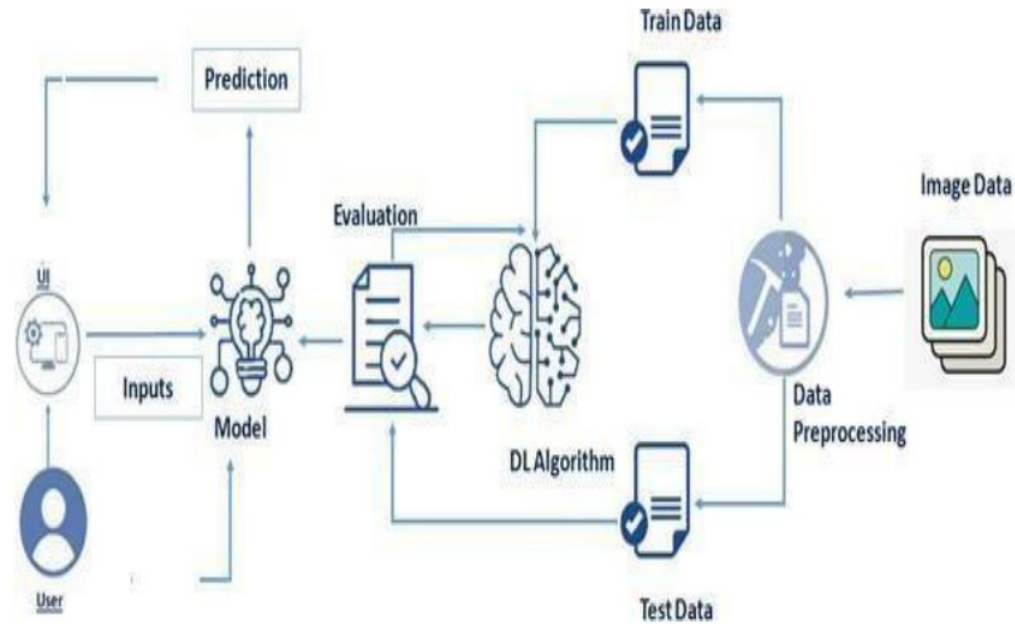 Train Data
Prediction
Image Data
Evaluation
UI
Inputs
Model
Data
Preprocessing
DL Algorithm
User
Test Data